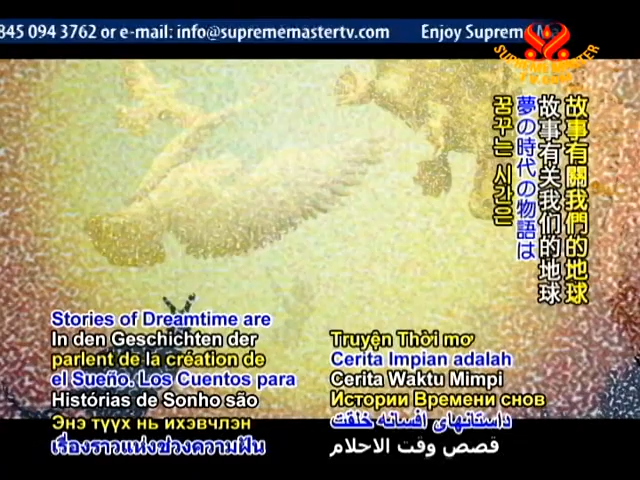 845 094 3762 or e-mail: info@suprememastertv.com Enjoy Supreme Ma
SUPREME MASTER
故事有關我們的地球
故事有关我们的地球
夢の時代の物語は
꿈꾸는 시간은
Stories of Dreamtime are
In den Geschichten der
parlent de la création de
el Sueño. Los Cuentos para
Histórias de Sonho são
Энэ түүх нь ихэвчлэн
เรื่องราวแห่งช่วงความฝัน
Truyện Thời mơ
Cerita Impian adalah
Cerita Waktu Mimpi
Истории Времени снов
داستانهای افسانه خلقت
قصص وقت الاحلام